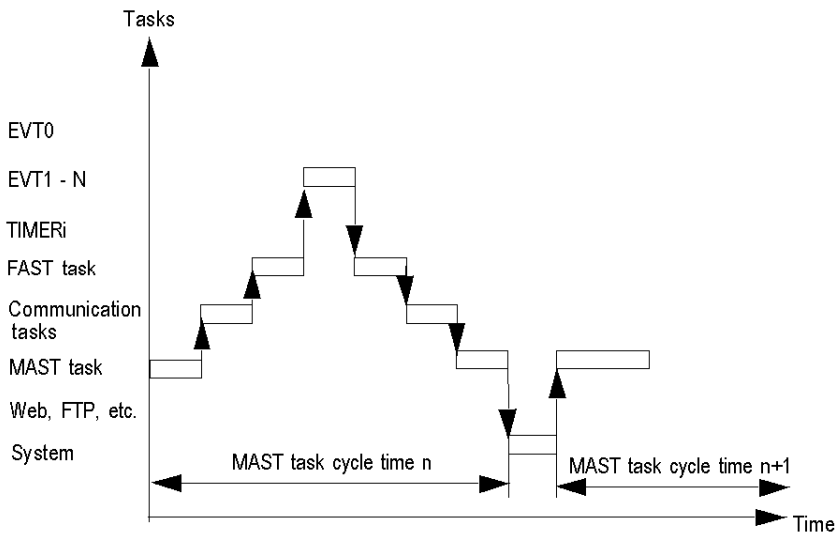 Tasks
EVT0
EVT1 - N
TIMERi
FAST task
Communication
tasks
MAST task
Web, FTP, etc.
System
MAST task cycle time n
MAST task cycle time n+1
Time